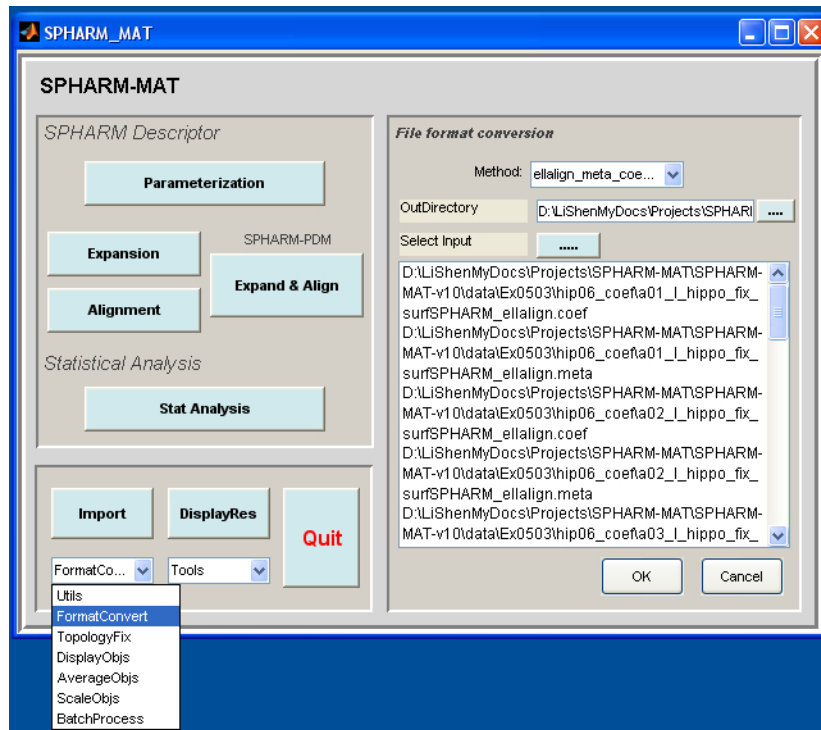 SPHARM_MAT
SPHARM-MAT
SPHARM Descriptor
Parameterization
Expansion
SPHARM-PDM
Expand & Align
Alignment
Statistical Analysis
Stat Analysis
Import
DisplayRes
Quit
FormatCo...
Tools
Utils
FormatConvert
TopologyFix
DisplayObjs
AverageObjs
ScaleObjs
BatchProcess
File format conversion
Method:
ellalign_meta_coe...
OutDirectory
D:\LiShenMyDocs\Projects\SPHARI
....
Select Input
.....
D:\LiShenMyDocs\Projects\SPHARM-MAT\SPHARM-
MAT-v10\data\Ex0503\hip06_coef\a01_l_hippo_fix_
surfSPHARM_ellalign.coef
D:\LiShenMyDocs\Projects\SPHARM-MAT\SPHARM-
MAT-v10\data\Ex0503\hip06_coef\a01_l_hippo_fix_
surfSPHARM_ellalign.meta
D:\LiShenMyDocs\Projects\SPHARM-MAT\SPHARM-
MAT-v10\data\Ex0503\hip06_coef\a02_l_hippo_fix_
surfSPHARM_ellalign.coef
D:\LiShenMyDocs\Projects\SPHARM-MAT\SPHARM-
MAT-v10\data\Ex0503\hip06_coef\a02_l_hippo_fix_
surfSPHARM_ellalign.meta
D:\LiShenMyDocs\Projects\SPHARM-MAT\SPHARM-
MAT-v10\data\Ex0503\hip06_coef\a03_l_hippo_fix_
OK
Cancel